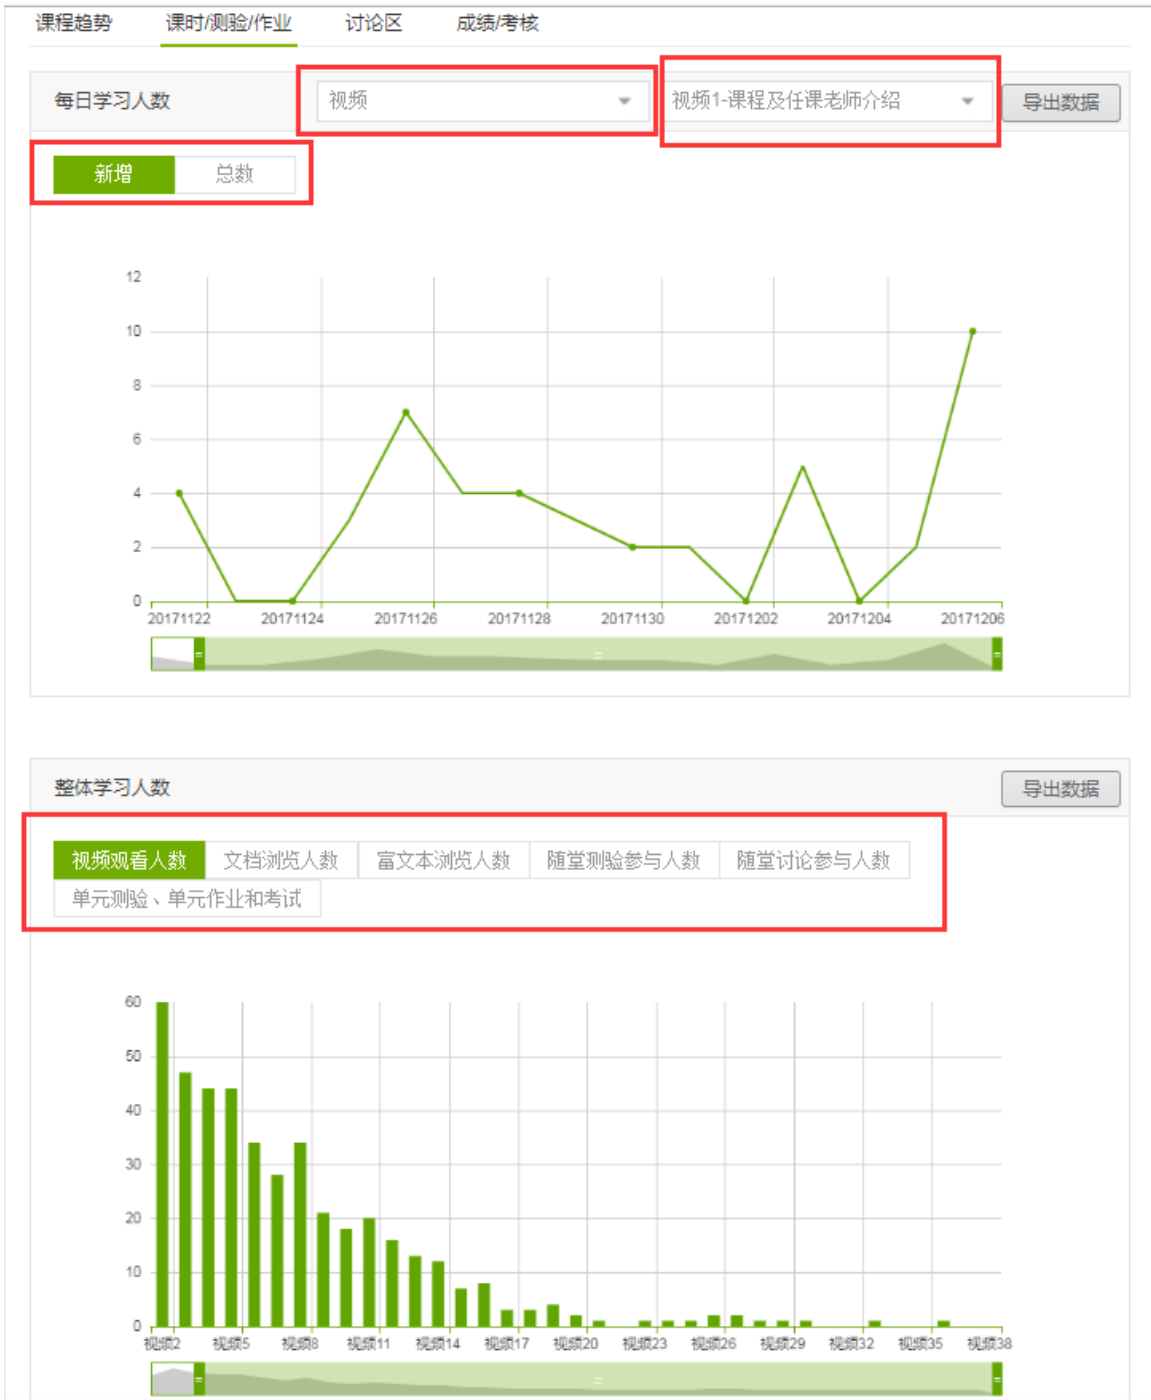 课程趋势 课时/测验/作业 讨论区 成绩/考核
每日学习人数 视频 视频1-课程及任课老师介绍 导出数据
新增 总数
12
10
8
6
4
2
0
20171122 20171124 20171126 20171128 20171130 20171202 20171204 20171206
整体学习人数 导出数据
视频观看人数 文档浏览人数 富文本浏览人数 随堂测验参与人数 随堂讨论参与人数
单元测验、单元作业和考试
60
50
40
30
20
10
0
视频2 视频5 视频8 视频11 视频14 视频17 视频20 视频23 视频26 视频29 视频32 视频35 视频38